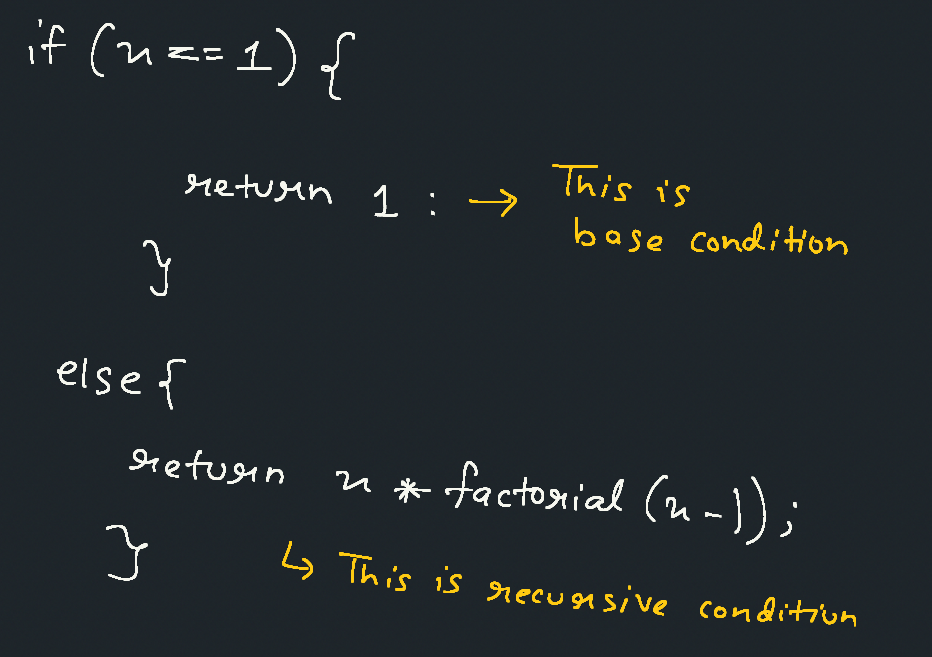 if (n == 1) {
return 1 : → This is
base condition
}
else {
return n * factorial (n-1);
}
↳ This is recursive condition